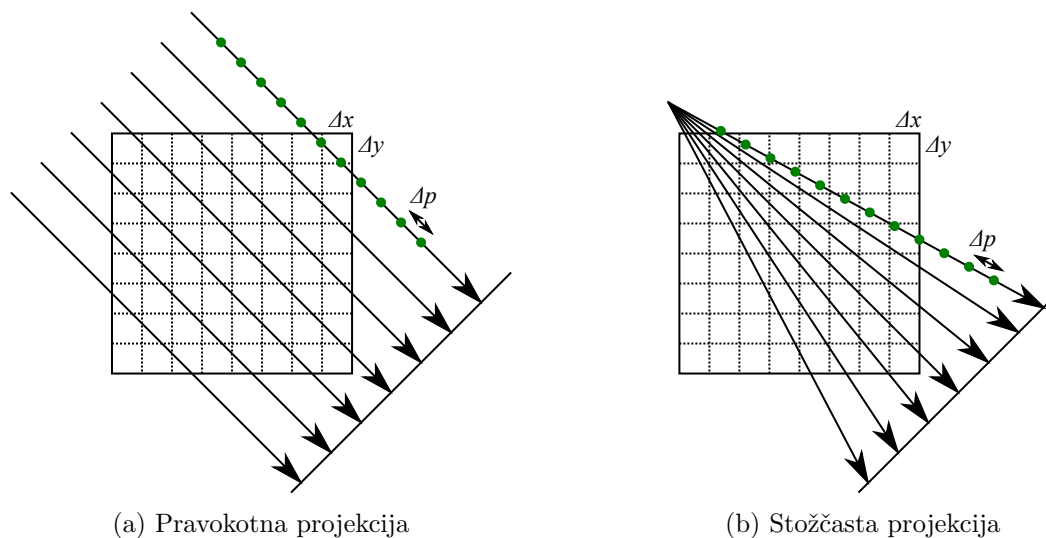 Δx
Δy
Δp
Δx
Δy
Δp
(a) Pravokotna projekcija
(b) Stožčasta projekcija